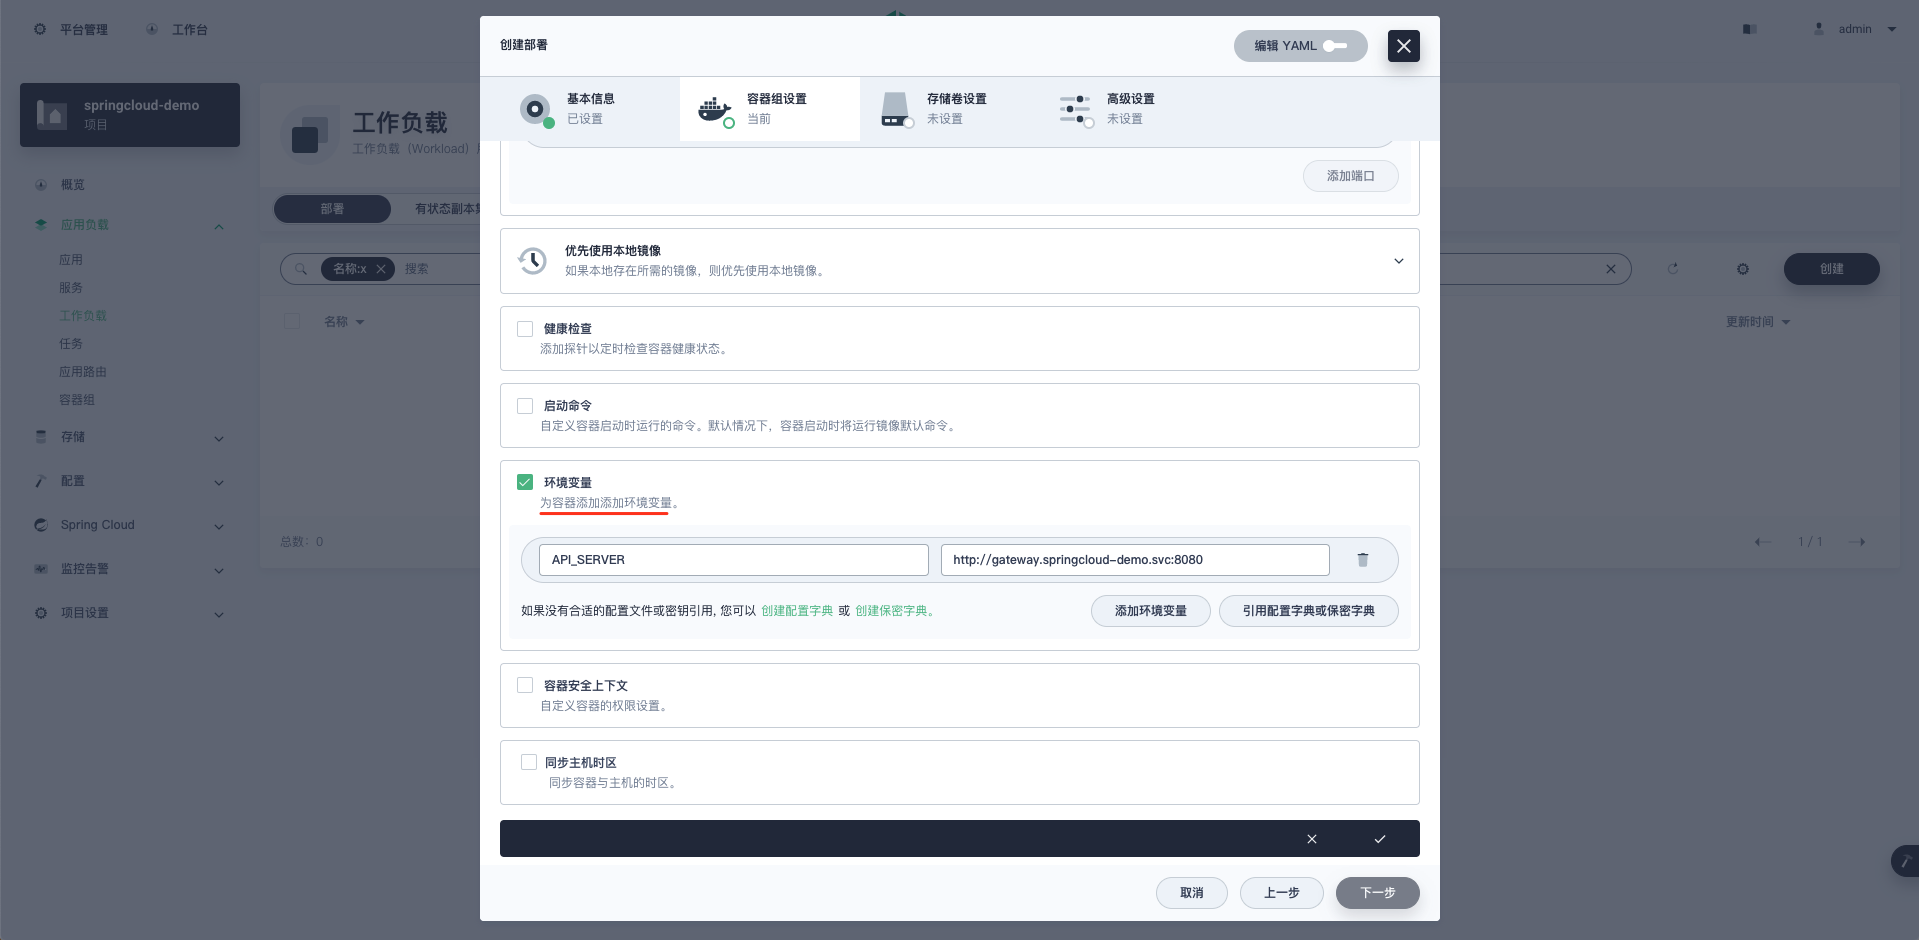 平台管理
工作台
admin
springcloud-demo
项目
概览
应用负载
应用
服务
工作负载
任务
应用路由
容器组
存储
配置
Spring Cloud
监控告警
项目设置
工作负载
工作负载（Workload）
部署
有状态副本
名称:x
搜索
创建
名称
更新时间
总数：0
1 / 1
创建部署
编辑 YAML
基本信息
已设置
容器组设置
当前
存储卷设置
未设置
高级设置
未设置
添加端口
优先使用本地镜像
如果本地存在所需的镜像，则优先使用本地镜像。
健康检查
添加探针以定时检查容器健康状态。
启动命令
自定义容器启动时运行的命令。默认情况下，容器启动时将运行镜像默认命令。
环境变量
为容器添加添加环境变量。
API_SERVER
http://gateway.springcloud-demo.svc:8080
如果没有合适的配置文件或密钥引用, 您可以 创建配置字典 或 创建保密字典。
添加环境变量
引用配置字典或保密字典
容器安全上下文
自定义容器的权限设置。
同步主机时区
同步容器与主机的时区。
取消
上一步
下一步